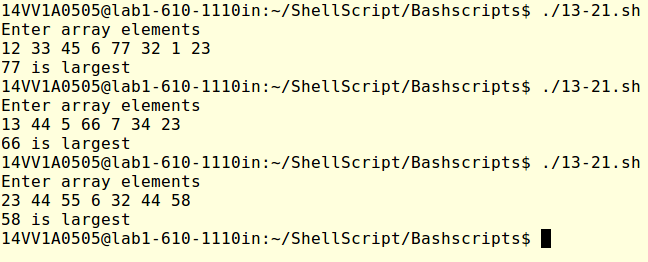 14VV1A0505@lab1-610-1110in:~/ShellScript/Bashscripts$ ./13-21.sh
Enter array elements
12 33 45 6 77 32 1 23
77 is largest
14VV1A0505@lab1-610-1110in:~/ShellScript/Bashscripts$ ./13-21.sh
Enter array elements
13 44 5 66 7 34 23
66 is largest
14VV1A0505@lab1-610-1110in:~/ShellScript/Bashscripts$ ./13-21.sh
Enter array elements
23 44 55 6 32 44 58
58 is largest
14VV1A0505@lab1-610-1110in:~/ShellScript/Bashscripts$